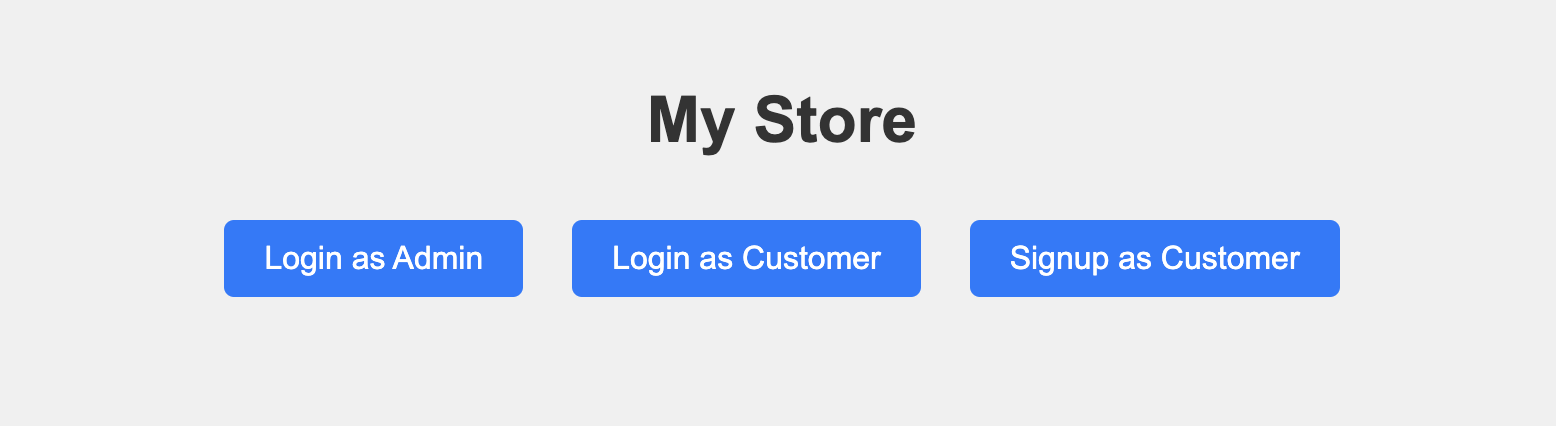 My Store
Login as Admin
Login as Customer
Signup as Customer